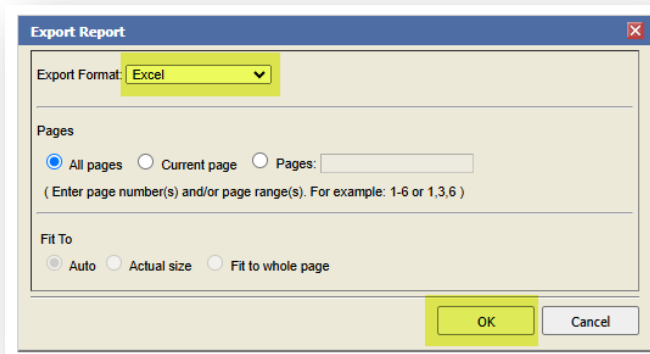 Export Report
Export Format: Excel
Pages
All pages Current page Pages:
( Enter page number(s) and/or page range(s). For example: 1-6 or 1,3,6 )
Fit To
Auto Actual size Fit to whole page
OK Cancel